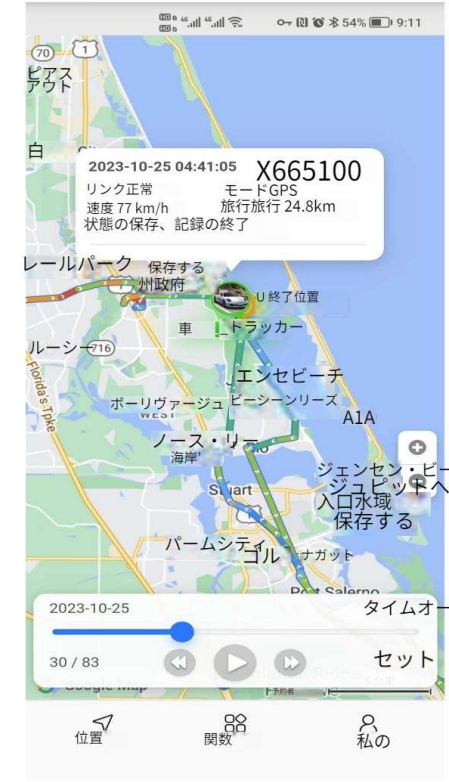 54% 9:11
70 1
ピアス
アウト
白
2023-10-25 04:41:05 X665100
リンク正常 モードGPS
速度 77 km/h 旅行旅行 24.8km
状態の保存、記録の終了
レールパーク 保存する
州政府
U 終了位置
車 トラッカー
ルーシー 716
Florida's Tpke
エンセビーチ
ボーリヴァージュ ビーシーンリーズ
WEST
A1A
ノース・リー
海岸
ジェンセン・ビー
ジュピットへ
入口水域
保存する
Stuart
1
パームシティ
ゴル
ナガット
Port Salerno
2023-10-25 タイムオー
30 / 83 セット
Google Map
予約者
位置 関数 私の